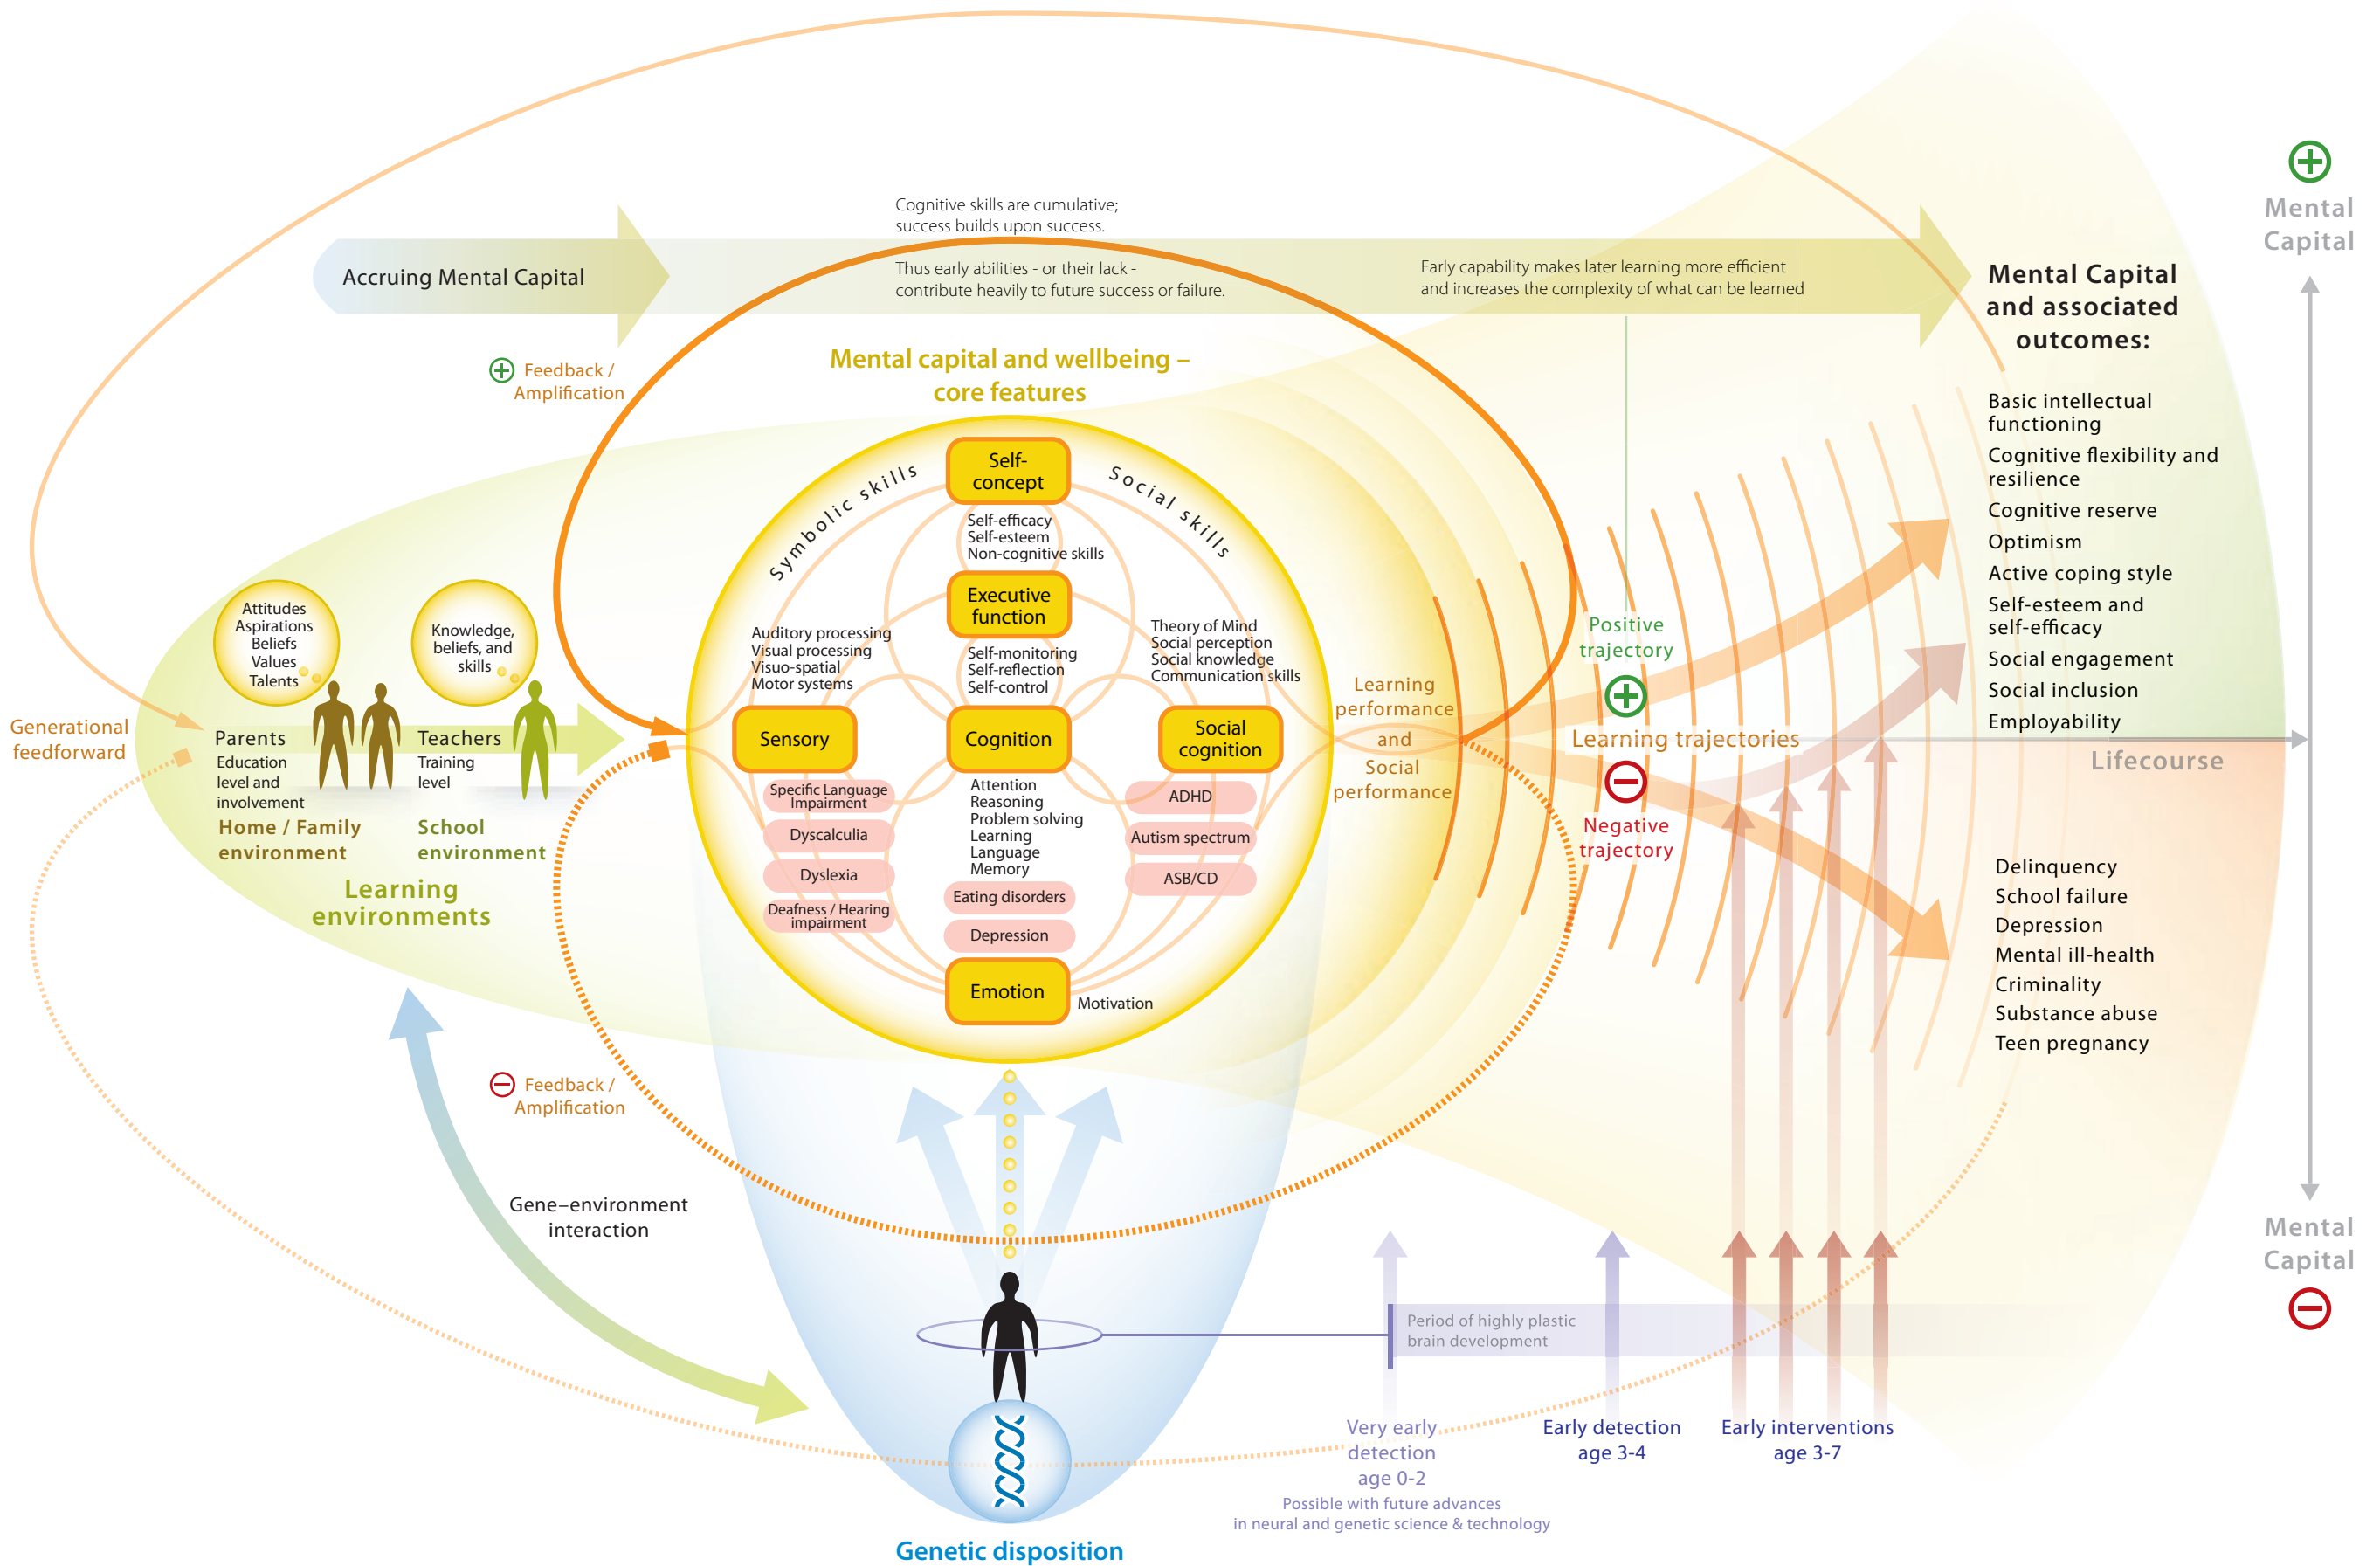 Cognitive skills are cumulative;
success builds upon success.
Accruing Mental Capital
Thus early abilities - or their lack -
contribute heavily to future success or failure.
Early capability makes later learning more efficient
and increases the complexity of what can be learned
Mental
Capital
Mental Capital
and associated
outcomes:
Feedback /
Amplification
Mental capital and wellbeing –
core features
Basic intellectual
functioning
Cognitive flexibility and
resilience
Cognitive reserve
Optimism
Active coping style
Self-esteem and
self-efficacy
Social engagement
Social inclusion
Employability
Symbolic skills
Social skills
Self-
concept
Self-efficacy
Self-esteem
Non-cognitive skills
Executive
function
Self-monitoring
Self-reflection
Self-control
Auditory processing
Visual processing
Visuo-spatial
Motor systems
Theory of Mind
Social perception
Social knowledge
Communication skills
Sensory
Cognition
Social
cognition
Specific Language
Impairment
Dyscalculia
Dyslexia
Deafness / Hearing
impairment
Attention
Reasoning
Problem solving
Learning
Language
Memory
Eating disorders
Depression
ADHD
Autism spectrum
ASB/CD
Emotion
Motivation
Attitudes
Aspirations
Beliefs
Values
Talents
Knowledge,
beliefs, and
skills
Generational
feedforward
Parents
Education
level and
involvement
Home / Family
environment
Teachers
Training
level
School
environment
Learning
environments
Learning
performance
and
Social
performance
Positive
trajectory
Learning trajectories
Negative
trajectory
Lifecourse
Delinquency
School failure
Depression
Mental ill-health
Criminality
Substance abuse
Teen pregnancy
Feedback /
Amplification
Gene–environment
interaction
Mental
Capital
Period of highly plastic
brain development
Very early
detection
age 0-2
Possible with future advances
in neural and genetic science & technology
Early detection
age 3-4
Early interventions
age 3-7
Genetic disposition